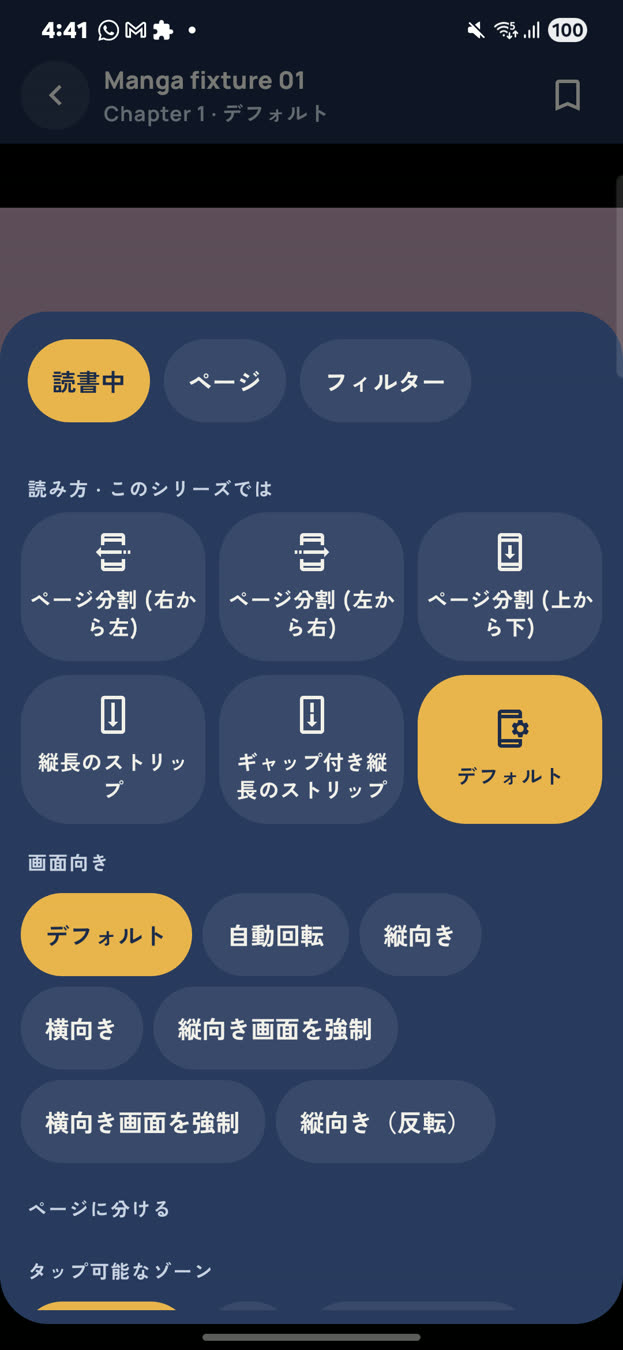 4:41
5
100
Manga fixture 01
Chapter 1 · デフォルト
読書中
ページ
フィルター
読み方 · このシリーズでは
ページ分割 (右か
ら左)
ページ分割 (左か
ら右)
ページ分割 (上か
ら下)
縦長のストリッ
プ
ギャップ付き縦
長のストリップ
デフォルト
画面向き
デフォルト
自動回転
縦向き
横向き
縦向き画面を強制
横向き画面を強制
縦向き（反転）
ページに分ける
タップ可能なゾーン